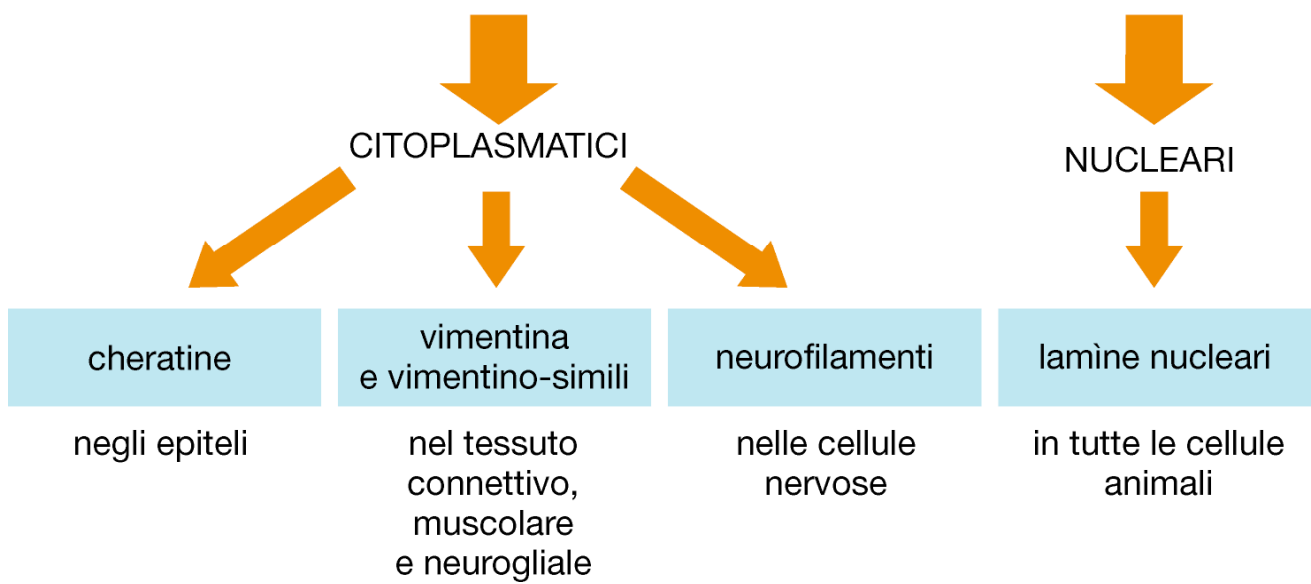 CITOPLASMATICI
NUCLEARI
cheratine
vimentina
e vimentino-simili
neurofilamenti
lamìne nucleari
negli epiteli
nel tessuto
connettivo,
muscolare
e neurogliale
nelle cellule
nervose
in tutte le cellule
animali